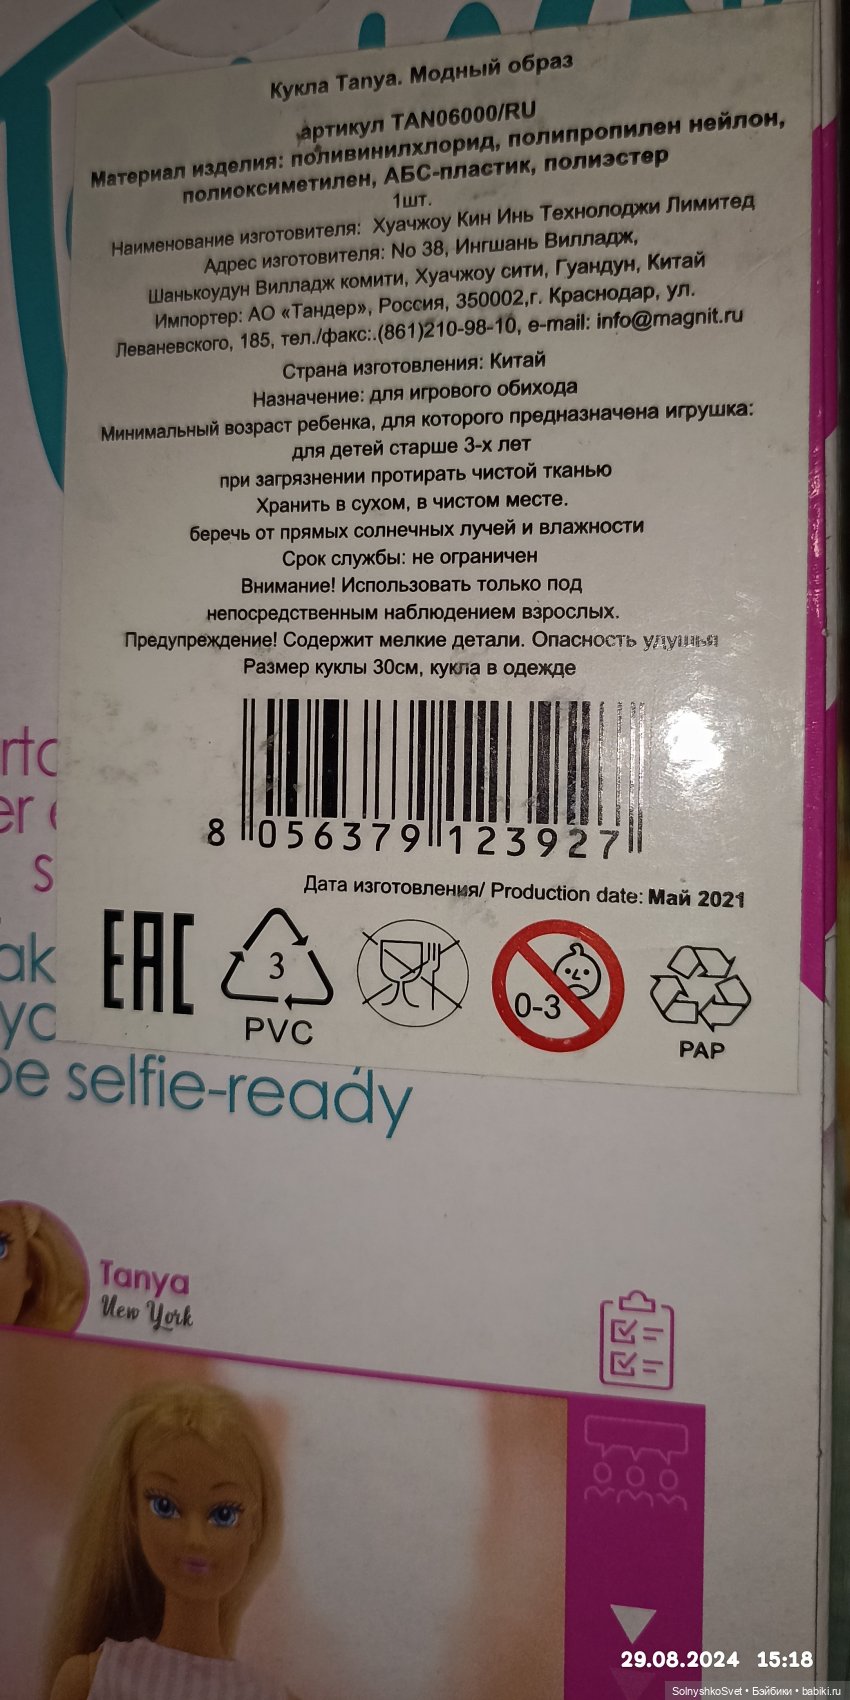 Кукла Tanya. Модный образ
артикул TAN06000/RU
Материал изделия: поливинилхлорид, полипропилен нейлон,
полиоксиметилен, АБС-пластик, полиэстер
1шт.
Наименование изготовителя: Хуачжоу Кин Инь Технолоджи Лимитед
Адрес изготовителя: No 38, Ингшань Вилладж,
Шанькоудун Вилладж комити, Хуачжоу сити, Гуандун, Китай
Импортер: АО «Тандер», Россия, 350002,г. Краснодар, ул.
Леваневского, 185, тел./факс:.(861)210-98-10, e-mail: info@magnit.ru
Страна изготовления: Китай
Назначение: для игрового обихода
Минимальный возраст ребенка, для которого предназначена игрушка:
для детей старше 3-х лет
при загрязнении протирать чистой тканью
Хранить в сухом, в чистом месте.
беречь от прямых солнечных лучей и влажности
Срок службы: не ограничен
Внимание! Использовать только под
непосредственным наблюдением взрослых.
Предупреждение! Содержит мелкие детали. Опасность удушья
Размер куклы 30см, кукла в одежде
8 056379 123927
Дата изготовления/ Production date: Май 2021
EAC
3
PVC
0-3
PAP
be selfie-ready
Tanya
New York
29.08.2024 15:18
SolnyshkoSvet • Бэйбики • babiki.ru